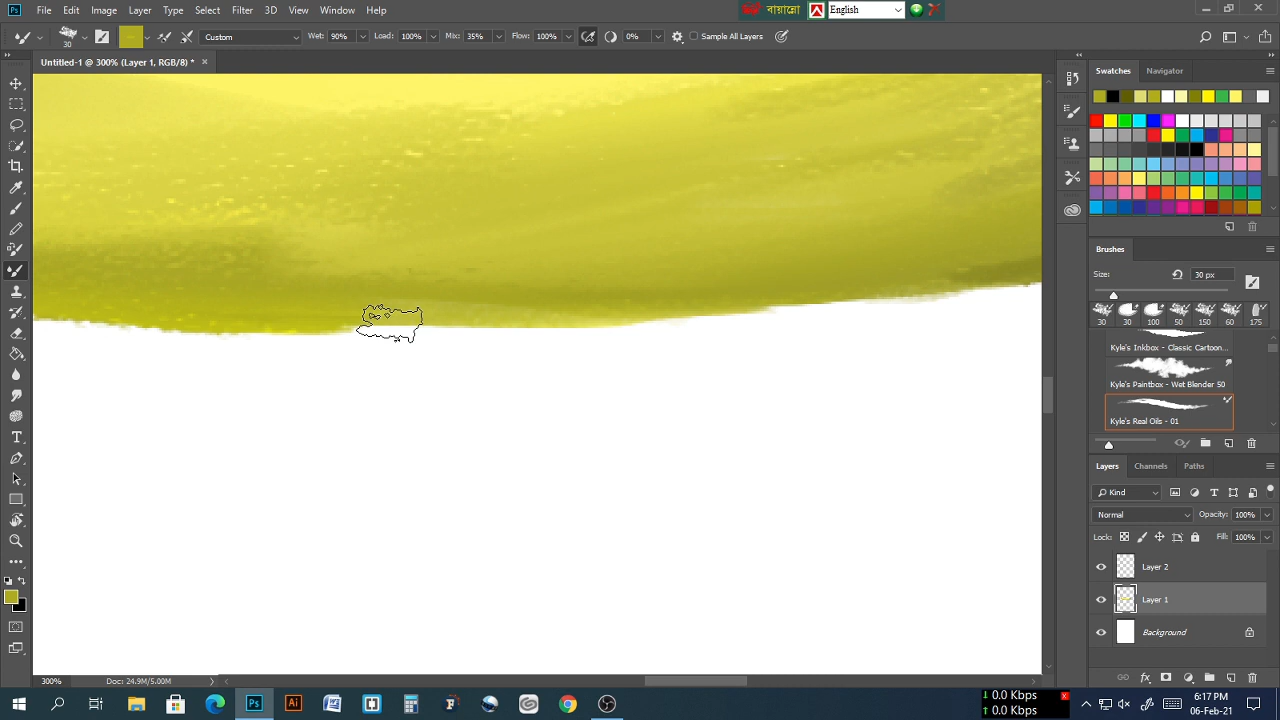 Ps File Edit Image Layer Type Select Filter 3D View Window Help
বায়ান্নো English
30 Custom Wet: 90% Load: 100% Mix: 35% Flow: 100% 0% Sample All Layers
Untitled-1 @ 300% (Layer 1, RGB/8) * ×
Swatches Navigator
Brushes
Size: 30 px
30 30 100 50 150 60 175
Kyle's Inkbox - Classic Cartoon...
Kyle's Paintbox - Wet Blender 50
Kyle's Real Oils - 01
Layers Channels Paths
Kind
Normal Opacity: 100%
Lock: Fill: 100%
Layer 2
Layer 1
Background
300% Doc: 24.9M/5.00M
Ps Ai
↓ 0.0 Kbps
↑ 0.0 Kbps
6:17 PM
06-Feb-21